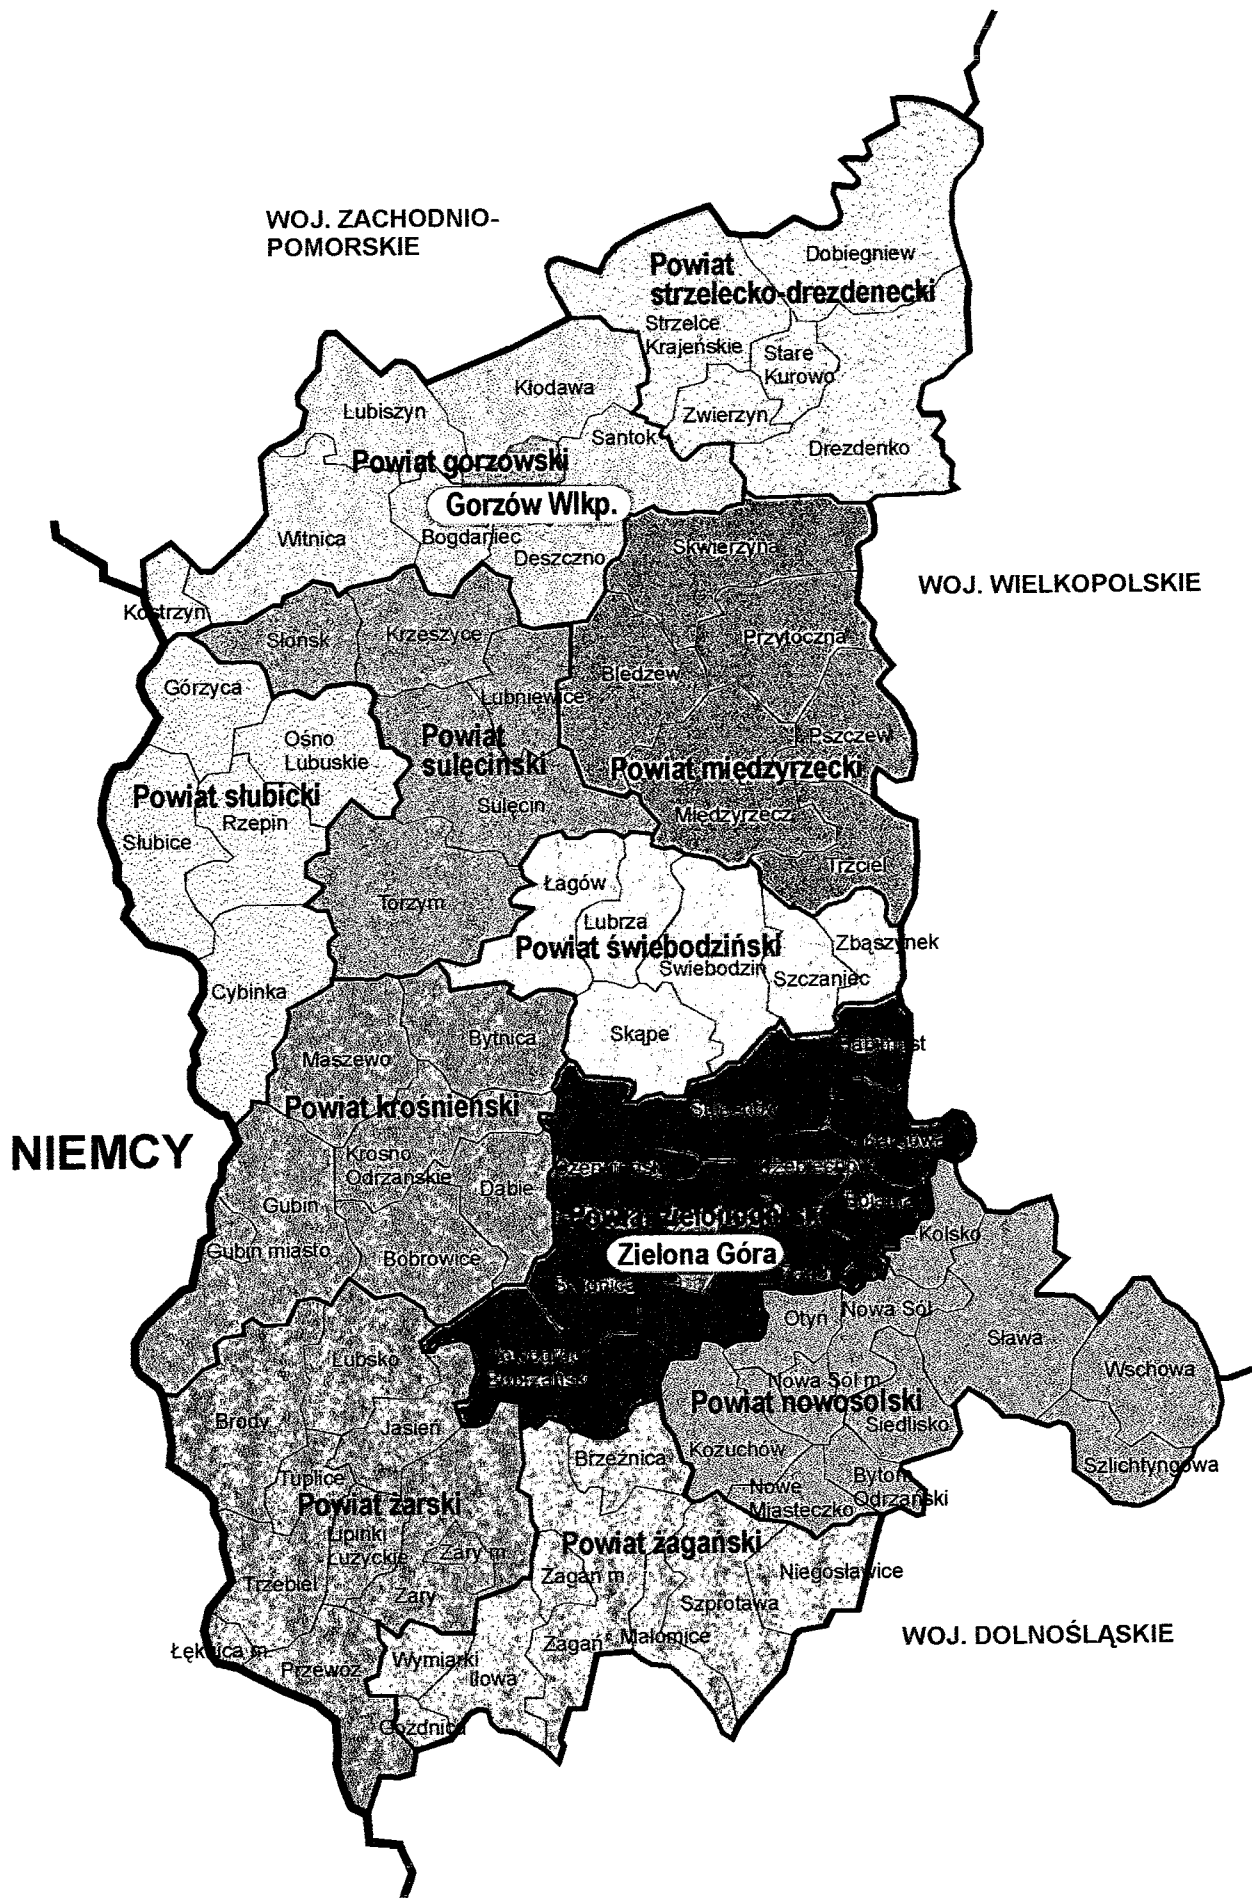 WOJ. ZACHODNIO-
POMORSKIE
Dobiegniew
Powiat
strzelecko-drezdenecki
Strzelce
Krajeńskie
Stare
Kurowo
Kłodawa
Lubiszyn
Zwierzyn
Santok
Drezdenko
Powiat gorzowski
Gorzów Wlkp.
Witnica
Bogdaniec
Deszczno
Skwierzyna
WOJ. WIELKOPOLSKIE
Kostrzyn
Słońsk
Krzeszyce
Przytoczna
Bledzew
Górzyca
Lubniewice
Ośno
Lubuskie
Powiat
sulęciński
Pszczew
Powiat międzyrzecki
Powiat słubicki
Sulęcin
Międzyrzecz
Rzepin
Słubice
Trzciel
Łagów
Torzym
Lubrza
Powiat świebodziński
Zbąszynek
Świebodzin
Szczaniec
Cybinka
Skąpe
Bytnica
Maszewo
Powiat krośnieński
NIEMCY
Krosno
Odrzańskie
Dąbie
Gubin
Gubin miasto
Bobrowice
Zielona Góra
Kolsko
Otyń
Nowa Sól
Sława
Lubsko
Wschowa
Nowa Sól m
Powiat nowosolski
Brody
Jasień
Siedlisko
Kożuchów
Brzeźnica
Szlichtyngowa
Tuplice
Nowe
Miasteczko
Bytom
Odrzański
Powiat żarski
Lipinki
Łużyckie
Żary m
Powiat żagański
Niegosławice
Trzebiel
Żary
Żagań m
Szprotawa
WOJ. DOLNOŚLĄSKIE
Łęknica m
Żagań
Małomice
Przewóz
Wymiarki
Iłowa
Gozdnica